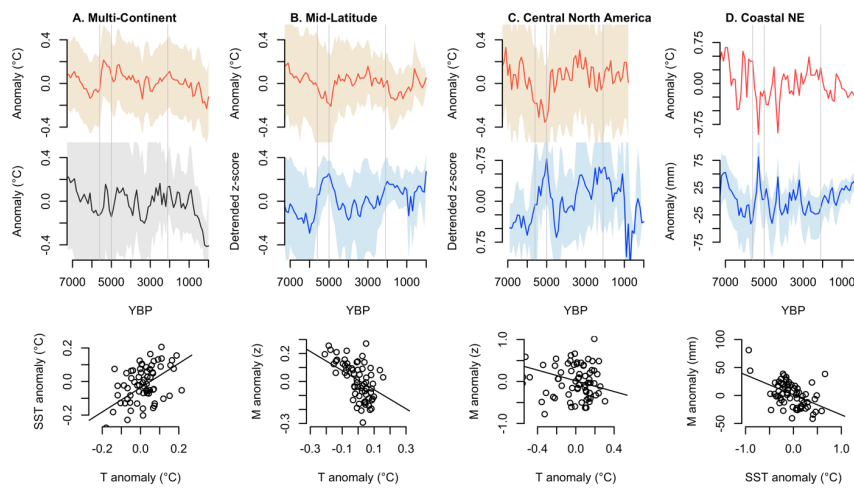 A. Multi-Continent
B. Mid-Latitude
C. Central North America
D. Coastal NE
Anomaly (°C)
-0.4
0.0
0.4
Anomaly (°C)
-0.4
0.0
0.4
Anomaly (°C)
-0.4
0.0
0.4
Anomaly (°C)
-0.75
0.00
0.75
Anomaly (°C)
-0.4
0.0
0.4
Detrended z-score
-0.4
0.0
0.4
Detrended z-score
0.75
0.00
-0.75
Anomaly (mm)
-75
-25
25
75
7000 5000 3000 1000
7000 5000 3000 1000
7000 5000 3000 1000
7000 5000 3000 1000
YBP
YBP
YBP
YBP
SST anomaly (°C)
-0.2
0.0
0.2
M anomaly (z)
-0.3
0.0
0.2
M anomaly (z)
-1.0
0.0
1.0
M anomaly (mm)
-50
0
50
100
-0.2 0.0 0.2
-0.3 -0.1 0.1 0.3
-0.4 0.0 0.4
-1.0 0.0 1.0
T anomaly (°C)
T anomaly (°C)
T anomaly (°C)
SST anomaly (°C)